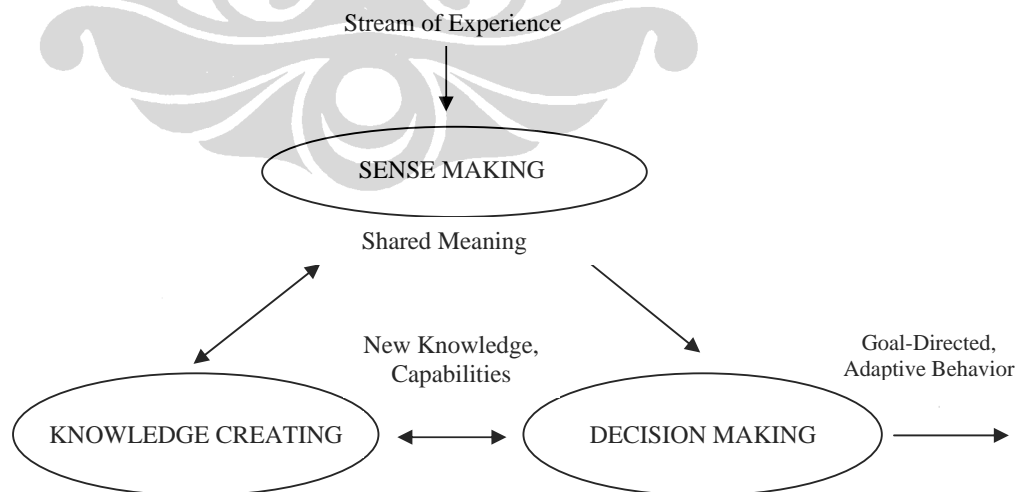 Stream of Experience
SENSE MAKING
Shared Meaning
New Knowledge,
Capabilities
Goal-Directed,
Adaptive Behavior
KNOWLEDGE CREATING
DECISION MAKING